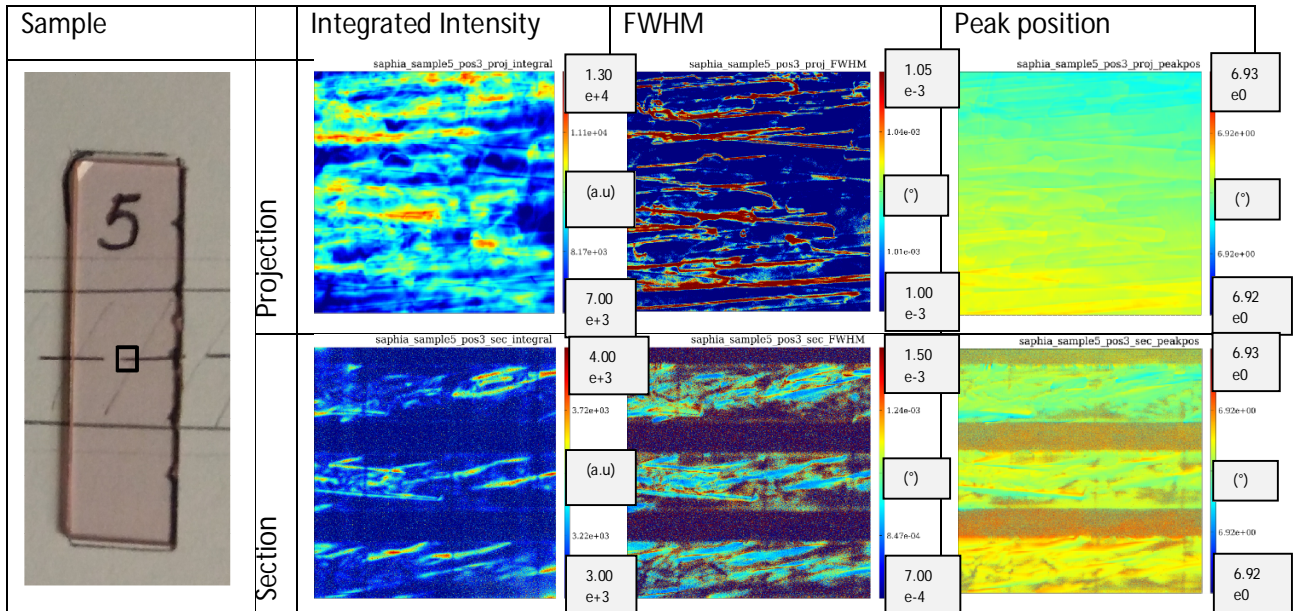 Sample
Integrated Intensity
FWHM
Peak position
5
Projection
saphia_sample5_pos3_proj_integral
1.30
e+4
1.11e+04
(a.u)
8.17e+03
7.00
e+3
saphia_sample5_pos3_proj_FWHM
1.05
e-3
1.04e-03
(°)
1.01e-03
1.00
e-3
saphia_sample5_pos3_proj_peakpos
6.93
e0
6.92e+00
(°)
6.92e+00
6.92
e0
Section
saphia_sample5_pos3_sec_integral
4.00
e+3
3.72e+03
(a.u)
3.22e+03
3.00
e+3
saphia_sample5_pos3_sec_FWHM
1.50
e-3
1.24e-03
(°)
8.47e-04
7.00
e-4
saphia_sample5_pos3_sec_peakpos
6.93
e0
6.92e+00
(°)
6.92e+00
6.92
e0